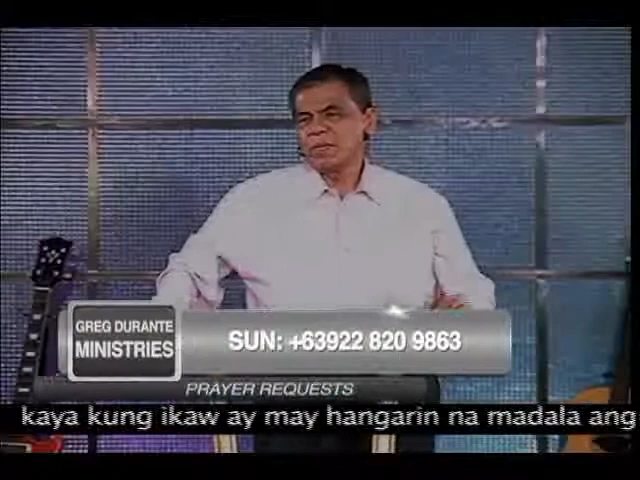 GREG DURANTE
MINISTRIES
SUN: +63922 820 9863
PRAYER REQUESTS
kaya kung ikaw ay may hangarin na madala ang